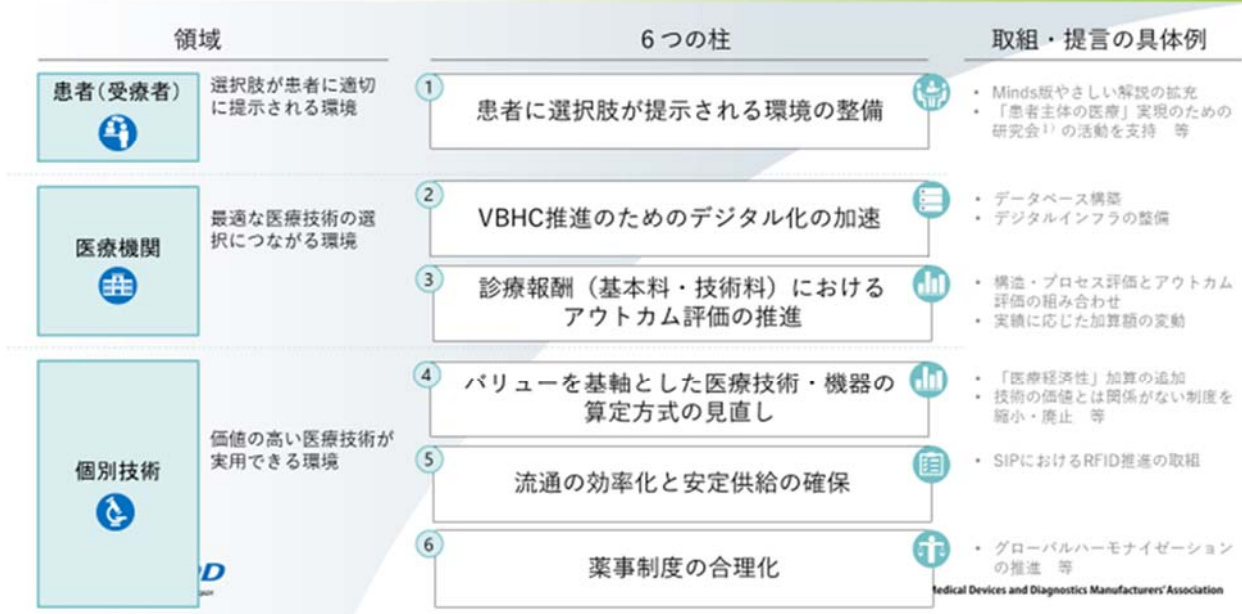 領域
6つの柱
取組・提言の具体例
患者(受療者)
選択肢が患者に適切
に提示される環境
1
患者に選択肢が提示される環境の整備
• Minds版やさしい解説の拡充
• 「患者主体の医療」実現のための
研究会1)の活動を支持 等
医療機関
最適な医療技術の選
択につながる環境
2
VBHC推進のためのデジタル化の加速
• データベース構築
• デジタルインフラの整備
3
診療報酬(基本料・技術料)における
アウトカム評価の推進
• 構造・プロセス評価とアウトカム
評価の組み合わせ
• 実績に応じた加算額の変動
個別技術
価値の高い医療技術が
実用できる環境
4
バリューを基軸とした医療技術・機器の
算定方式の見直し
• 「医療経済性」加算の追加
• 技術の価値とは関係がない制度を
縮小・廃止 等
5
流通の効率化と安定供給の確保
• SIPにおけるRFID推進の取組
6
薬事制度の合理化
• グローバルハーモナイゼーション
の推進 等
D
Medical Devices and Diagnostics Manufacturers' Association